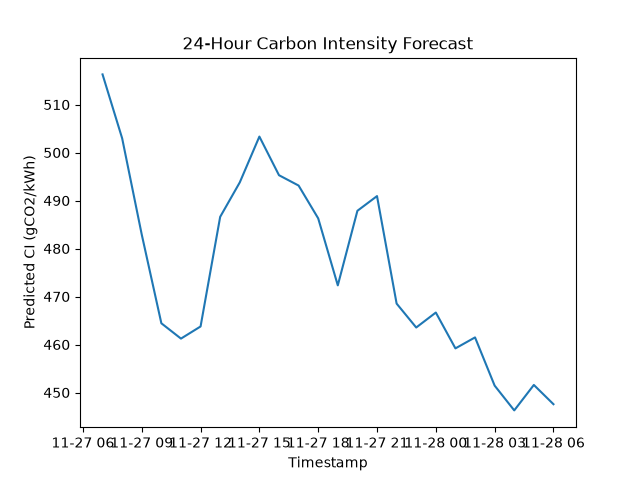 24-Hour Carbon Intensity Forecast
Predicted CI (gCO2/kWh)
510
500
490
480
470
460
450
11-27 06 11-27 09 11-27 12 11-27 15 11-27 18 11-27 21 11-28 00 11-28 03 11-28 06
Timestamp